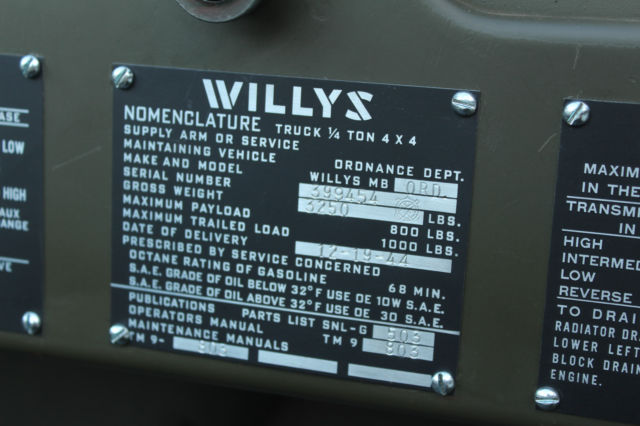 WILLYS
NOMENCLATURE TRUCK ¼ TON 4 X 4
SUPPLY ARM OR SERVICE
MAINTAINING VEHICLE ORDNANCE DEPT.
MAKE AND MODEL WILLYS MB ORD.
SERIAL NUMBER 399454
GROSS WEIGHT 3250 LBS.
MAXIMUM PAYLOAD 800 LBS.
MAXIMUM TRAILED LOAD 1000 LBS.
DATE OF DELIVERY 12-19-44
PRESCRIBED BY SERVICE CONCERNED
OCTANE RATING OF GASOLINE 68 MIN.
S.A.E. GRADE OF OIL BELOW 32°F USE OE 10W S.A.E.
S.A.E. GRADE OF OIL ABOVE 32°F USE OE 30 S.A.E.
PUBLICATIONS PARTS LIST SNL-G 503
OPERATORS MANUAL TM 9 803
MAINTENANCE MANUALS
TM 9- 803
LOW
HIGH
MAXIM
IN THE
TRANSM
IN
HIGH
INTERMED
LOW
REVERSE
TO DRAI
RADIATOR DRA
LOWER LEFT
BLOCK DRAIN
ENGINE.